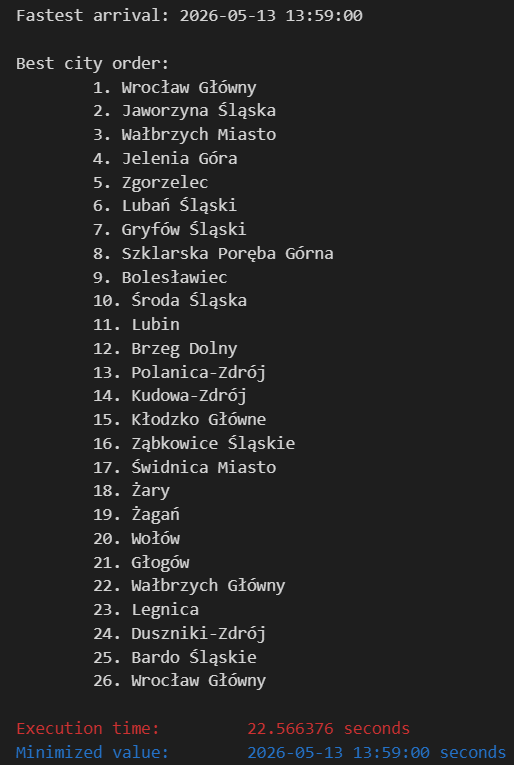 Fastest arrival: 2026-05-13 13:59:00
Best city order:
1. Wrocław Główny
2. Jaworzyna Śląska
3. Wałbrzych Miasto
4. Jelenia Góra
5. Zgorzelec
6. Lubań Śląski
7. Gryfów Śląski
8. Szklarska Poręba Górna
9. Bolesławiec
10. Środa Śląska
11. Lubin
12. Brzeg Dolny
13. Polanica-Zdrój
14. Kudowa-Zdrój
15. Kłodzko Główne
16. Ząbkowice Śląskie
17. Świdnica Miasto
18. Żary
19. Żagań
20. Wołów
21. Głogów
22. Wałbrzych Główny
23. Legnica
24. Duszniki-Zdrój
25. Bardo Śląskie
26. Wrocław Główny
Execution time: 22.566376 seconds
Minimized value: 2026-05-13 13:59:00 seconds